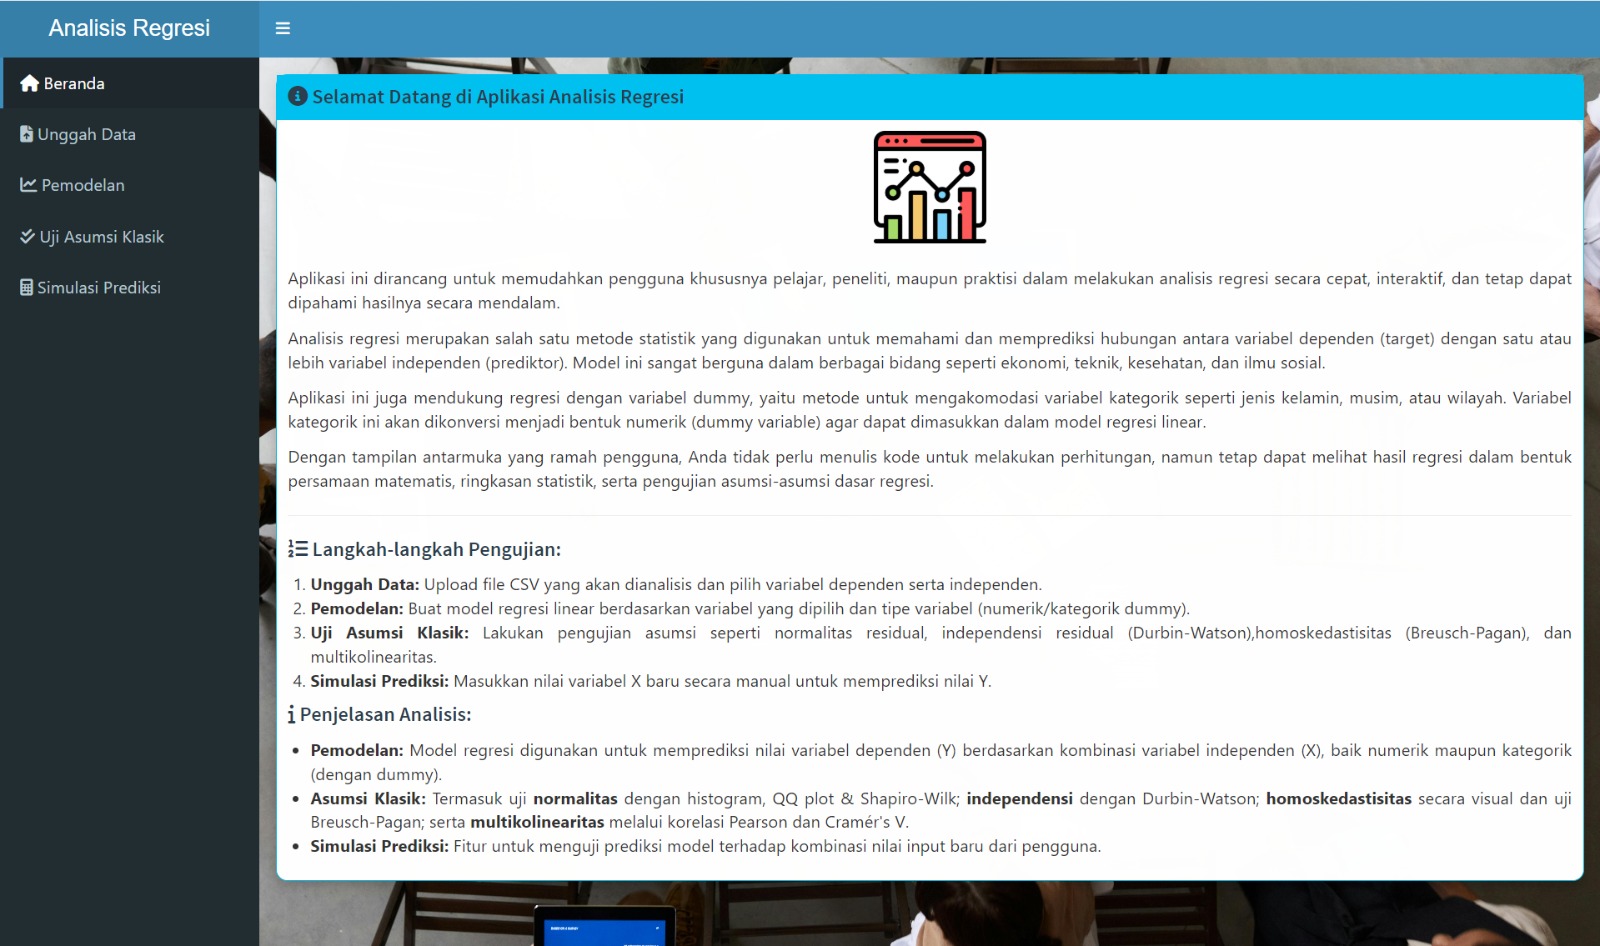 Analisis Regresi
Beranda
Unggah Data
Pemodelan
Uji Asumsi Klasik
Simulasi Prediksi
Selamat Datang di Aplikasi Analisis Regresi
Aplikasi ini dirancang untuk memudahkan pengguna khususnya pelajar, peneliti, maupun praktisi dalam melakukan analisis regresi secara cepat, interaktif, dan tetap dapat
dipahami hasilnya secara mendalam.
Analisis regresi merupakan salah satu metode statistik yang digunakan untuk memahami dan memprediksi hubungan antara variabel dependen (target) dengan satu atau
lebih variabel independen (prediktor). Model ini sangat berguna dalam berbagai bidang seperti ekonomi, teknik, kesehatan, dan ilmu sosial.
Aplikasi ini juga mendukung regresi dengan variabel dummy, yaitu metode untuk mengakomodasi variabel kategorik seperti jenis kelamin, musim, atau wilayah. Variabel
kategorik ini akan dikonversi menjadi bentuk numerik (dummy variable) agar dapat dimasukkan dalam model regresi linear.
Dengan tampilan antarmuka yang ramah pengguna, Anda tidak perlu menulis kode untuk melakukan perhitungan, namun tetap dapat melihat hasil regresi dalam bentuk
persamaan matematis, ringkasan statistik, serta pengujian asumsi-asumsi dasar regresi.
Langkah-langkah Pengujian:
1. Unggah Data: Upload file CSV yang akan dianalisis dan pilih variabel dependen serta independen.
2. Pemodelan: Buat model regresi linear berdasarkan variabel yang dipilih dan tipe variabel (numerik/kategorik dummy).
3. Uji Asumsi Klasik: Lakukan pengujian asumsi seperti normalitas residual, independensi residual (Durbin-Watson),homoskedastisitas (Breusch-Pagan), dan
multikolinearitas.
4. Simulasi Prediksi: Masukkan nilai variabel X baru secara manual untuk memprediksi nilai Y.
Penjelasan Analisis:
• Pemodelan: Model regresi digunakan untuk memprediksi nilai variabel dependen (Y) berdasarkan kombinasi variabel independen (X), baik numerik maupun kategorik
(dengan dummy).
• Asumsi Klasik: Termasuk uji normalitas dengan histogram, QQ plot & Shapiro-Wilk; independensi dengan Durbin-Watson; homoskedastisitas secara visual dan uji
Breusch-Pagan; serta multikolinearitas melalui korelasi Pearson dan Cramér's V.
• Simulasi Prediksi: Fitur untuk menguji prediksi model terhadap kombinasi nilai input baru dari pengguna.